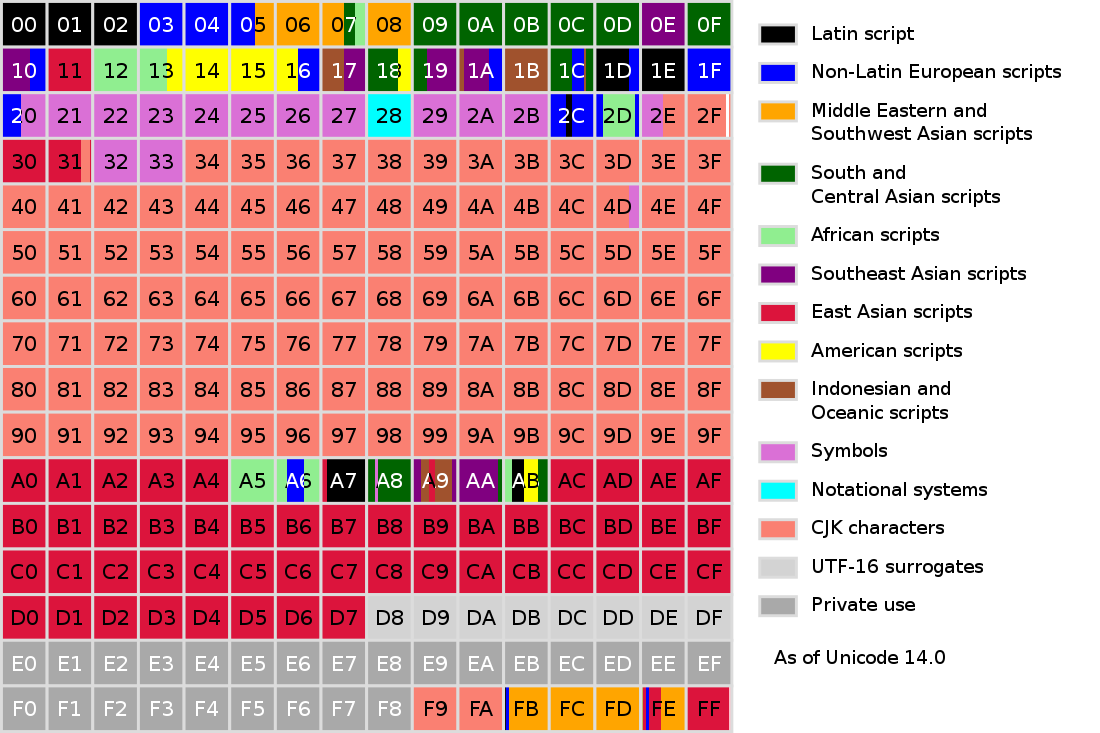 00 01 02 03 04 05 06 07 08 09 0A 0B 0C 0D 0E 0F
10 11 12 13 14 15 16 17 18 19 1A 1B 1C 1D 1E 1F
20 21 22 23 24 25 26 27 28 29 2A 2B 2C 2D 2E 2F
30 31 32 33 34 35 36 37 38 39 3A 3B 3C 3D 3E 3F
40 41 42 43 44 45 46 47 48 49 4A 4B 4C 4D 4E 4F
50 51 52 53 54 55 56 57 58 59 5A 5B 5C 5D 5E 5F
60 61 62 63 64 65 66 67 68 69 6A 6B 6C 6D 6E 6F
70 71 72 73 74 75 76 77 78 79 7A 7B 7C 7D 7E 7F
80 81 82 83 84 85 86 87 88 89 8A 8B 8C 8D 8E 8F
90 91 92 93 94 95 96 97 98 99 9A 9B 9C 9D 9E 9F
A0 A1 A2 A3 A4 A5 A6 A7 A8 A9 AA AB AC AD AE AF
B0 B1 B2 B3 B4 B5 B6 B7 B8 B9 BA BB BC BD BE BF
C0 C1 C2 C3 C4 C5 C6 C7 C8 C9 CA CB CC CD CE CF
D0 D1 D2 D3 D4 D5 D6 D7 D8 D9 DA DB DC DD DE DF
E0 E1 E2 E3 E4 E5 E6 E7 E8 E9 EA EB EC ED EE EF
F0 F1 F2 F3 F4 F5 F6 F7 F8 F9 FA FB FC FD FE FF
Latin script
Non-Latin European scripts
Middle Eastern and
Southwest Asian scripts
South and
Central Asian scripts
African scripts
Southeast Asian scripts
East Asian scripts
American scripts
Indonesian and
Oceanic scripts
Symbols
Notational systems
CJK characters
UTF-16 surrogates
Private use
As of Unicode 14.0